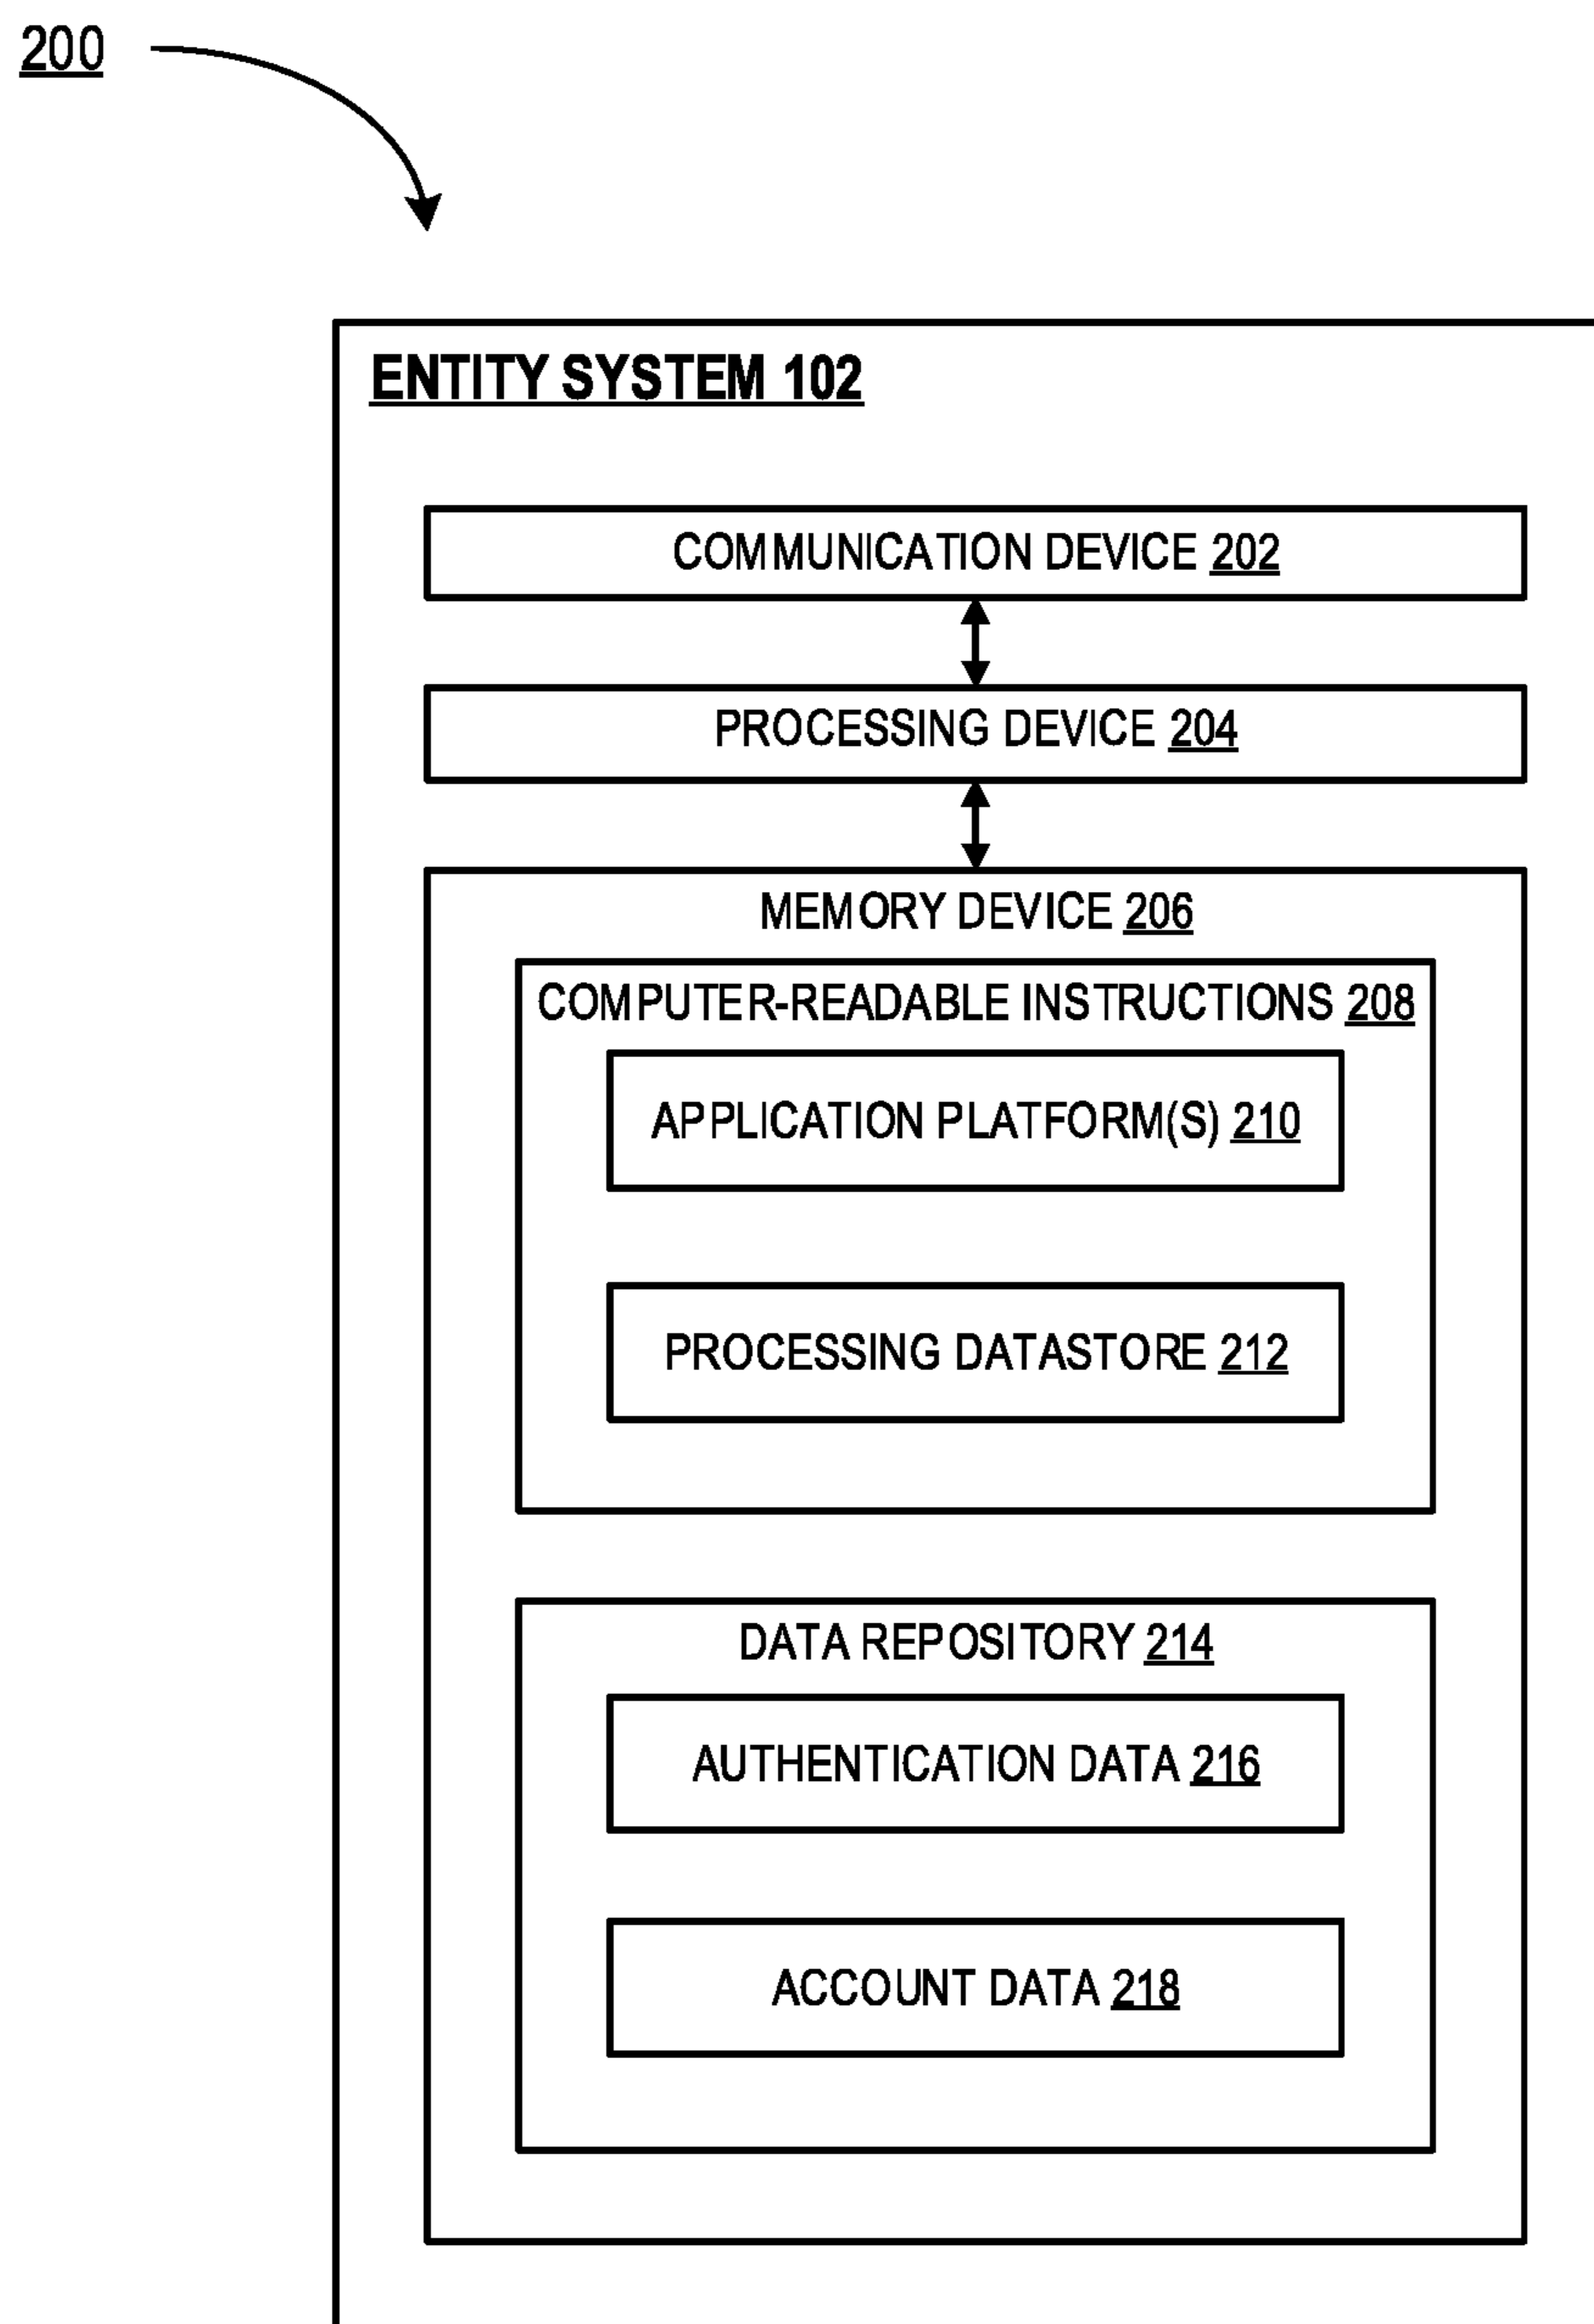 200
ENTITY SYSTEM 102
COMMUNICATION DEVICE 202
PROCESSING DEVICE 204
MEMORY DEVICE 206
COMPUTER-READABLE INSTRUCTIONS 208
APPLICATION PLATFORM(S) 210
PROCESSING DATASTORE 212
DATA REPOSITORY 214
AUTHENTICATION DATA 216
ACCOUNT DATA 218